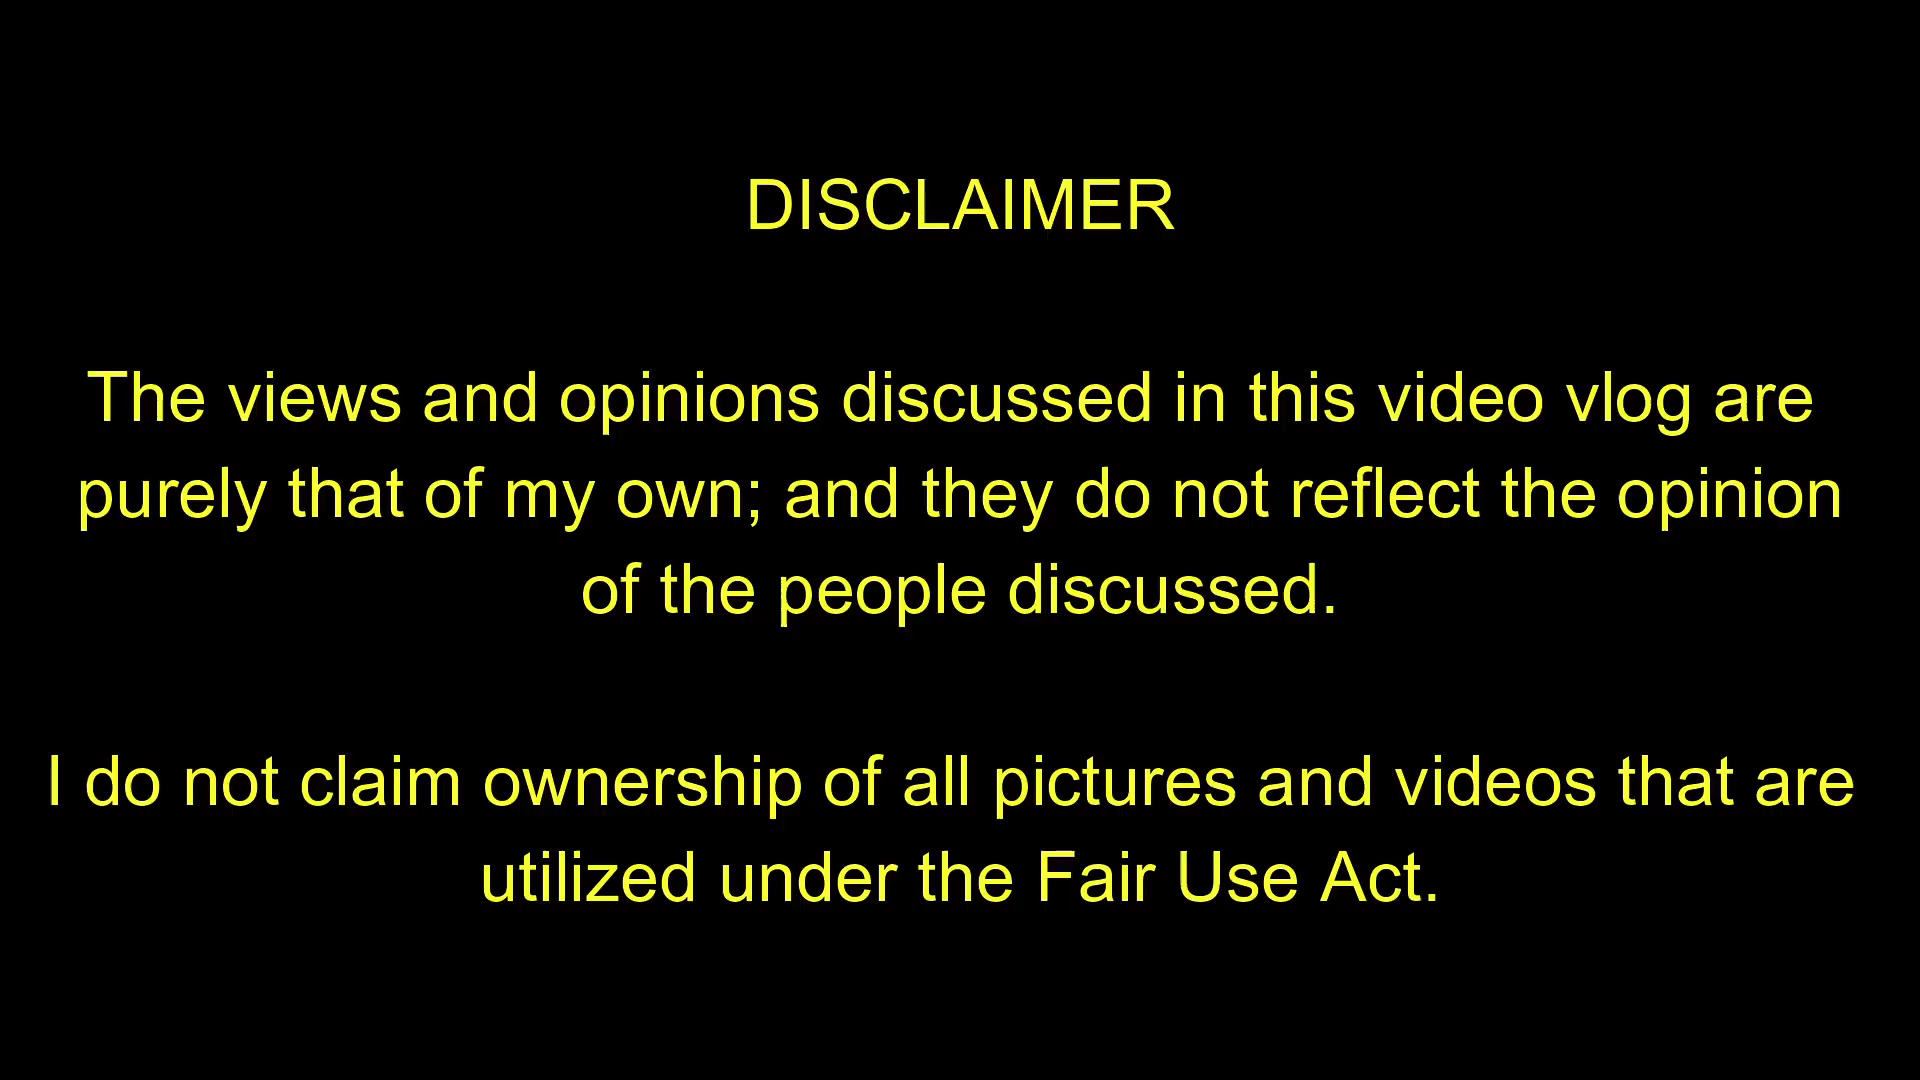 DISCLAIMER
The views and opinions discussed in this video vlog are
purely that of my own; and they do not reflect the opinion
of the people discussed.
I do not claim ownership of all pictures and videos that are
utilized under the Fair Use Act.